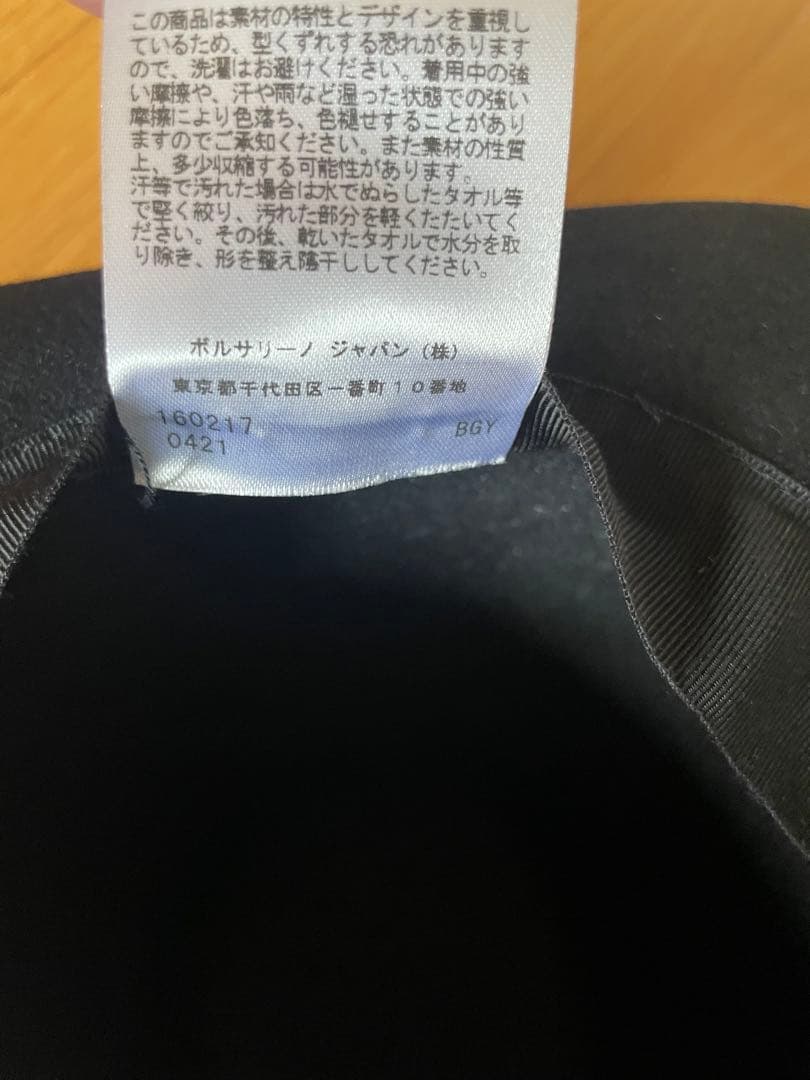 この商品は素材の特性とデザインを重視し
ているため、型くずれする恐れがあります
ので、洗濯はお避けください。着用中の強
い摩擦や、汗や雨など湿った状態での強い
摩擦により色落ち、色褪せすることがあり
ますのでご承知ください。また素材の性質
上、多少収縮する可能性があります。
汗等で汚れた場合は水でぬらしたタオル等
で堅く絞り、汚れた部分を軽くたたいてく
ださい。その後、乾いたタオルで水分を取
り除き、形を整え陰干ししてください。
ボルサリーノ ジャパン (株)
東京都千代田区一番町10番地
160217
0421 BGY